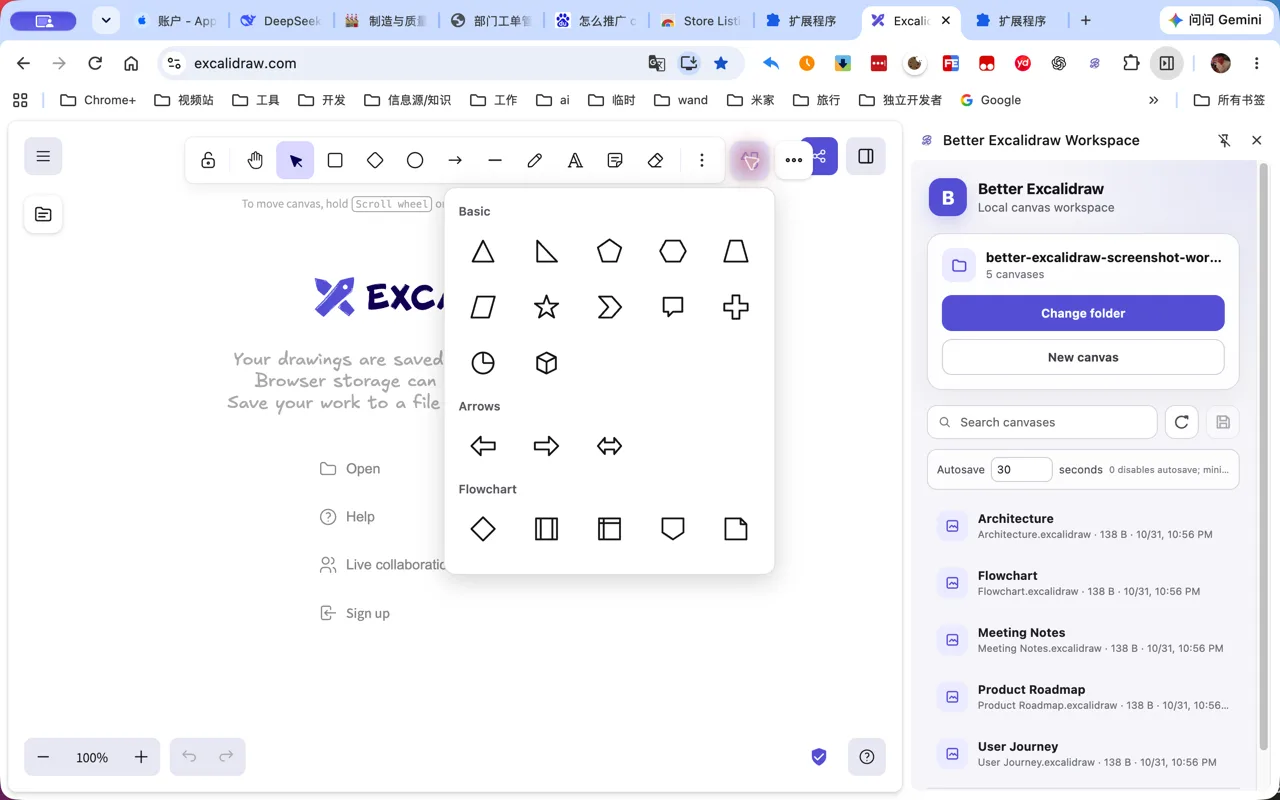 账户 - App
DeepSeek
制造与质量
部门工单管
怎么推广 c
Store Listi
扩展程序
Excalid
扩展程序
问问 Gemini
excalidraw.com
Chrome+
视频站
工具
开发
信息源/知识
工作
ai
临时
wand
米家
旅行
独立开发者
Google
所有书签
To move canvas, hold Scroll wheel or
EXCA
Your drawings are saved
Browser storage can
Save your work to a file
Open
Help
Live collaboratio
Sign up
100%
Basic
Arrows
Flowchart
Better Excalidraw Workspace
B
Better Excalidraw
Local canvas workspace
better-excalidraw-screenshot-wor...
5 canvases
Change folder
New canvas
Search canvases
Autosave 30 seconds 0 disables autosave; mini...
Architecture
Architecture.excalidraw · 138 B · 10/31, 10:56 PM
Flowchart
Flowchart.excalidraw · 138 B · 10/31, 10:56 PM
Meeting Notes
Meeting Notes.excalidraw · 138 B · 10/31, 10:56 PM
Product Roadmap
Product Roadmap.excalidraw · 138 B · 10/31, 10:56...
User Journey
User Journey.excalidraw · 138 B · 10/31, 10:56 PM